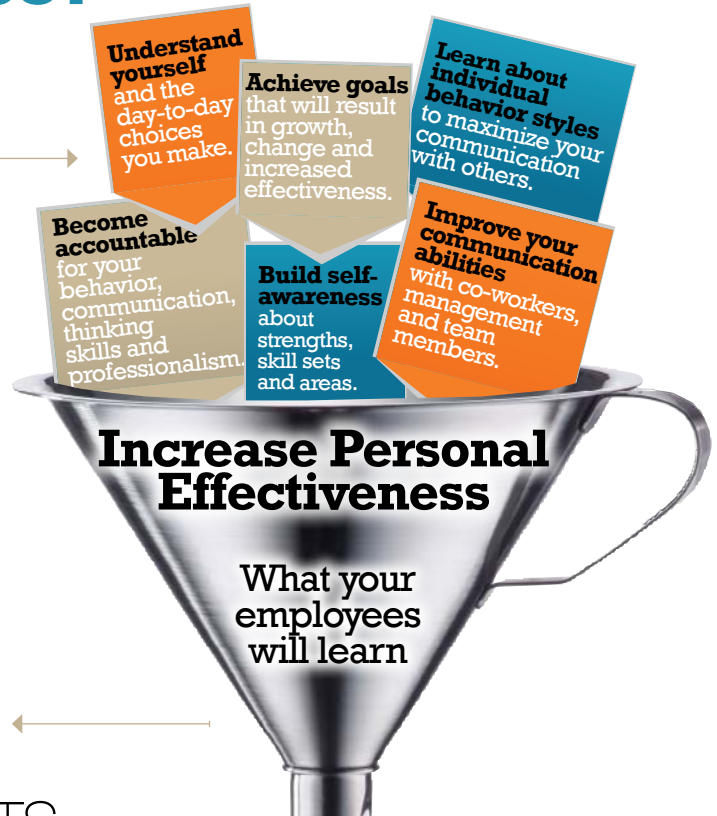 Understand
yourself
and the
day-to-day
choices
you make.
Achieve goals
that will result
in growth,
change and
increased
effectiveness.
Learn about
individual
behavior styles
to maximize your
communication
with others.
Become
accountable
for your
behavior,
communication,
thinking
skills and
professionalism.
Build self-
awareness
about
strengths,
skill sets
and areas.
Improve your
communication
abilities
with co-workers,
management
and team
members.
Increase Personal
Effectiveness
What your
employees
will learn